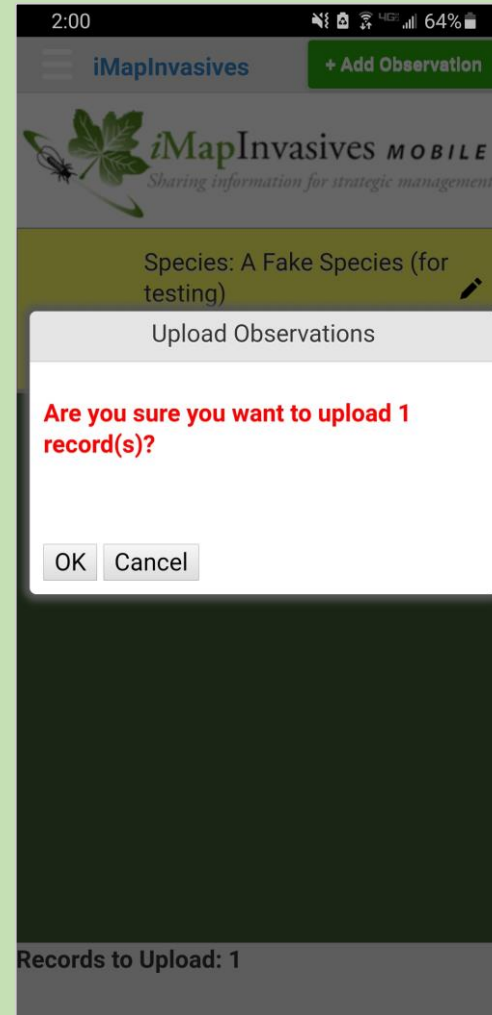 2:00 4GE 64%
iMapInvasives + Add Observation
iMapInvasives MOBILE
Sharing information for strategic management
Species: A Fake Species (for
testing)
Upload Observations
Are you sure you want to upload 1
record(s)?
OK Cancel
Records to Upload: 1